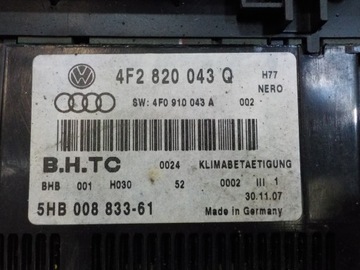 4F2 820 043 Q H77
NERO
SW: 4F0 910 043 A 002
B.H.TC 0024 KLIMABETAETIGUNG
BHB 001 H030 52 0002 III 1
30.11.07
5HB 008 833-61 Made in Germany